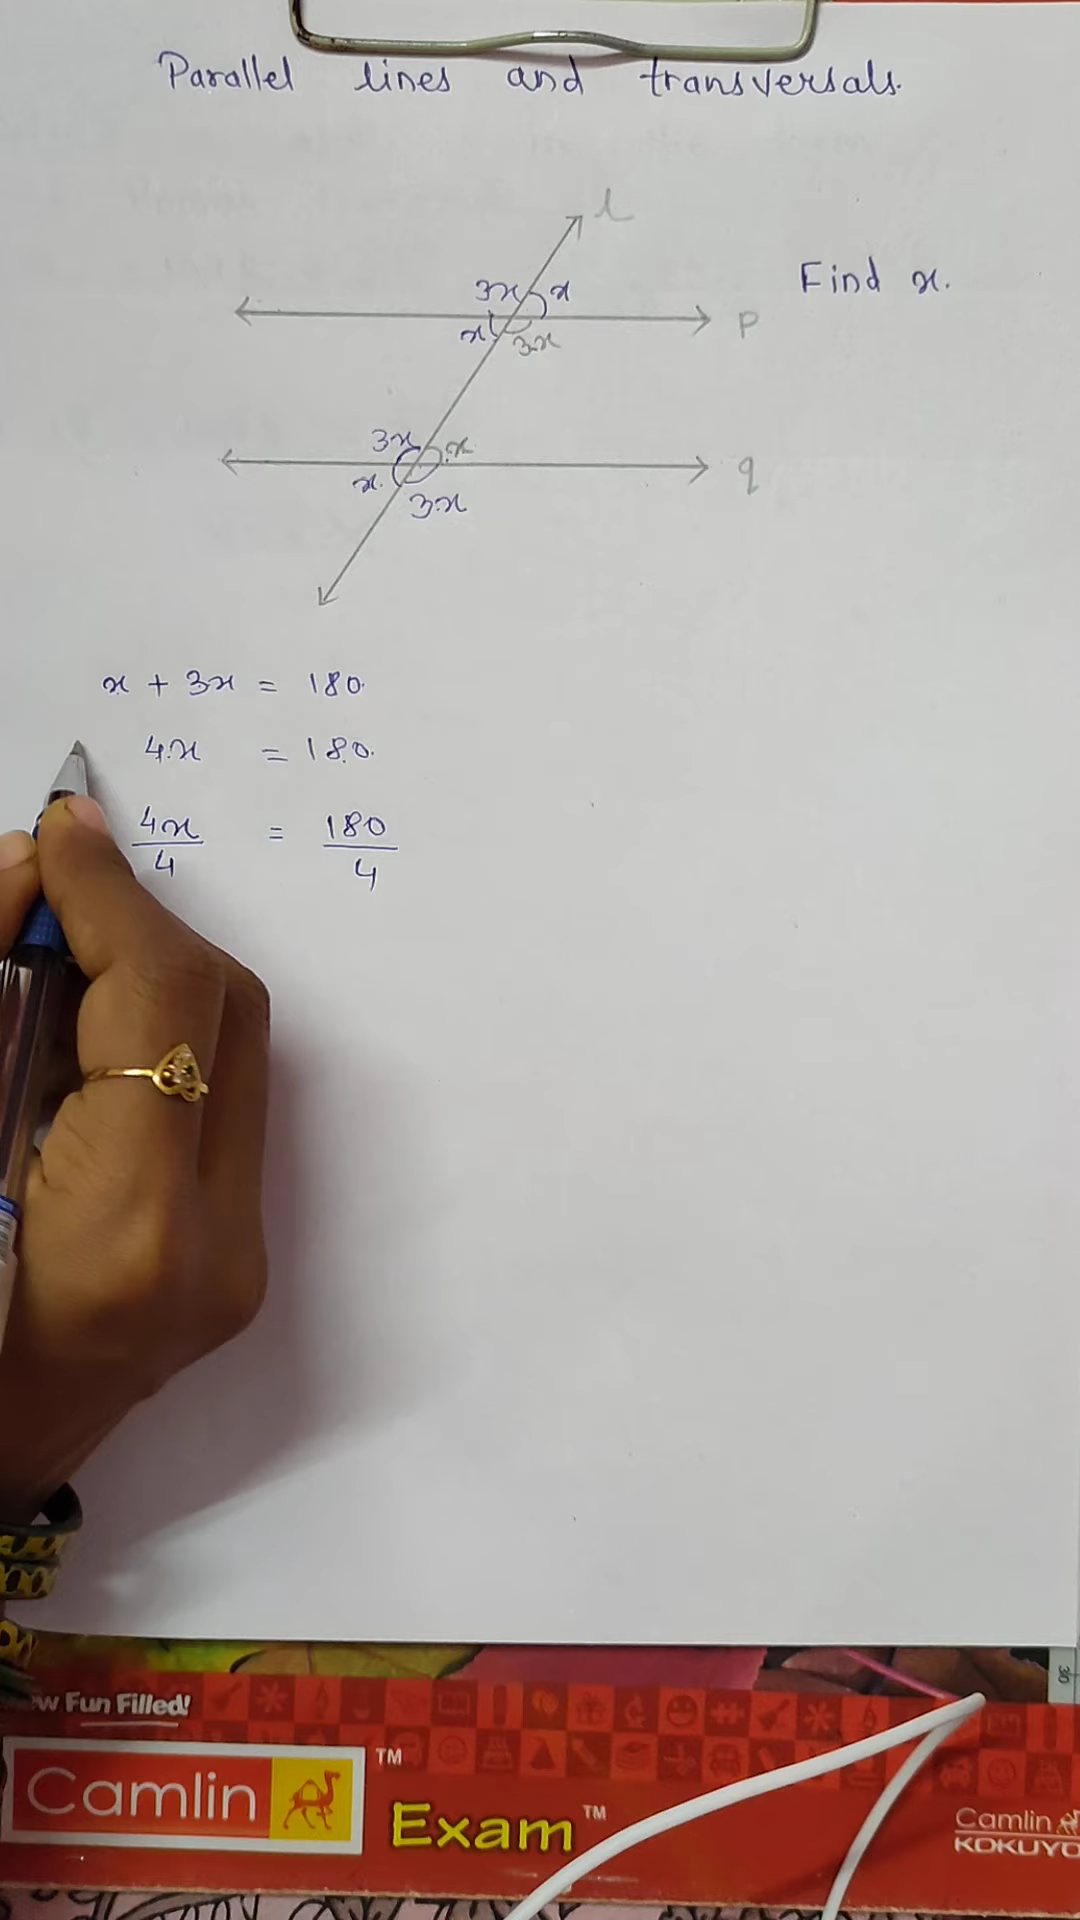 Parallel lines and transversals.
l
3x x
Find x.
p
x 3x
3x x
q
x 3x
x + 3x = 180
4x = 180
4x/4 = 180/4
Fun Filled!
Camlin
TM
Exam
TM
Camlin
KOKUYO
30